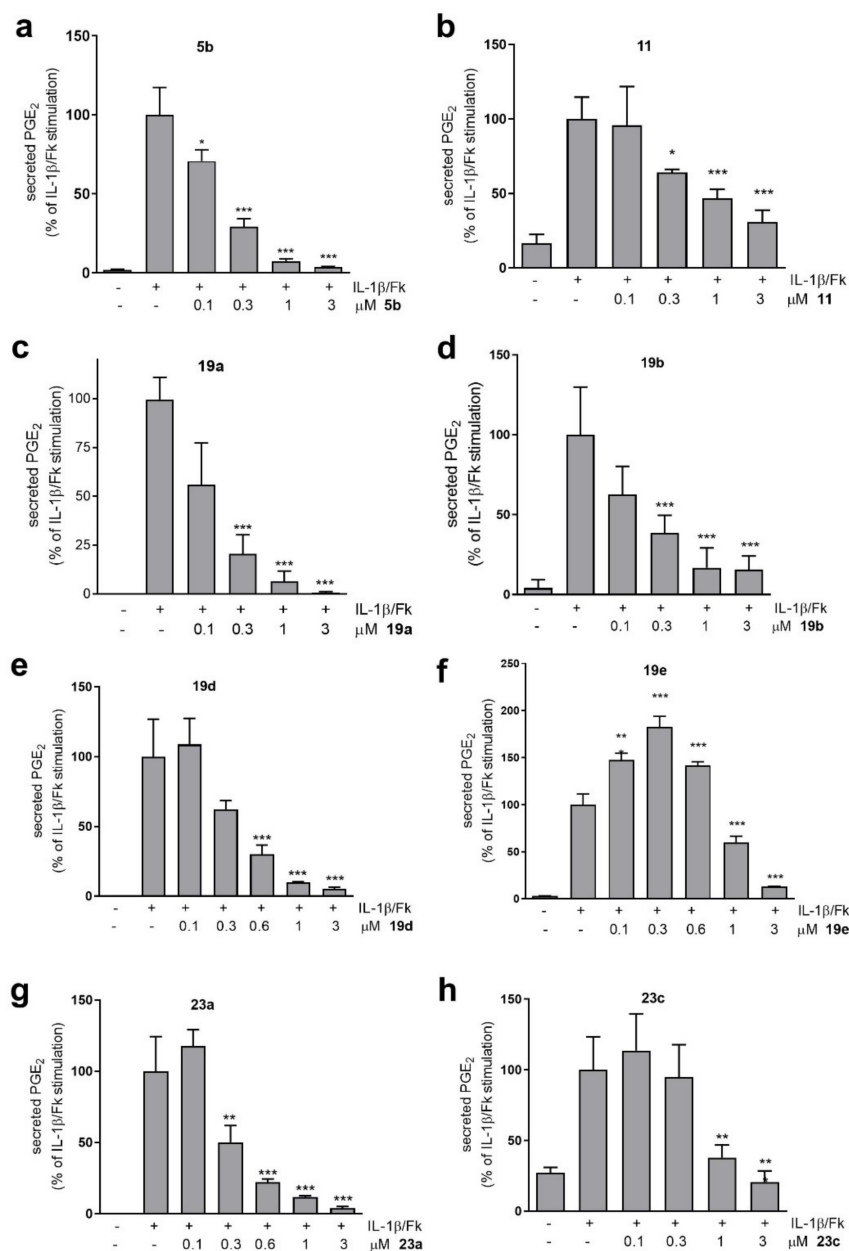 a
5b
secreted PGE2
(% of IL-1β/Fk stimulation)
150
100
50
0
*
***
***
***
- + + + + + IL-1β/Fk
- - 0.1 0.3 1 3 μM 5b
b
11
secreted PGE2
(% of IL-1β/Fk stimulation)
150
100
50
0
*
***
***
- + + + + + IL-1β/Fk
- - 0.1 0.3 1 3 μM 11
c
19a
secreted PGE2
(% of IL-1β/Fk stimulation)
100
75
50
25
0
***
***
***
- + + + + + IL-1β/Fk
- - 0.1 0.3 1 3 μM 19a
d
19b
secreted PGE2
(% of IL-1β/Fk stimulation)
150
100
50
0
***
***
***
- + + + + + IL-1β/Fk
- - 0.1 0.3 1 3 μM 19b
e
19d
secreted PGE2
(% of IL-1β/Fk stimulation)
150
100
50
0
***
***
***
- + + + + + + IL-1β/Fk
- - 0.1 0.3 0.6 1 3 μM 19d
f
19e
secreted PGE2
(% of IL-1β/Fk stimulation)
250
200
150
100
50
0
**
***
***
***
***
- + + + + + + IL-1β/Fk
- - 0.1 0.3 0.6 1 3 μM 19e
g
23a
secreted PGE2
(% of IL-1β/Fk stimulation)
150
100
50
0
**
***
***
***
- + + + + + + IL-1β/Fk
- - 0.1 0.3 0.6 1 3 μM 23a
h
23c
secreted PGE2
(% of IL-1β/Fk stimulation)
150
100
50
0
**
**
*
- + + + + + IL-1β/Fk
- - 0.1 0.3 1 3 μM 23c